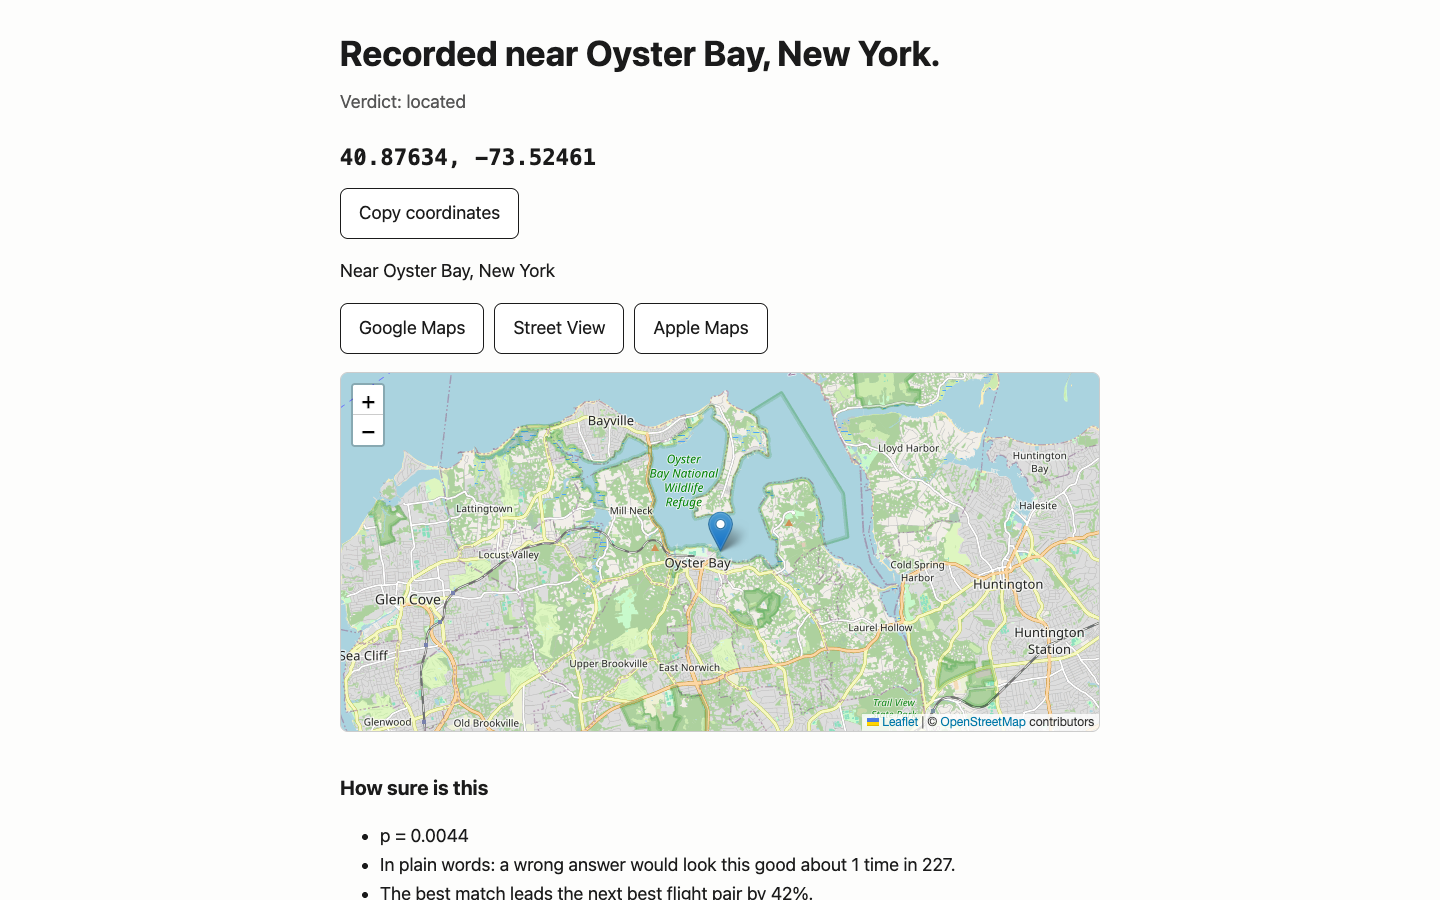 Recorded near Oyster Bay, New York.
Verdict: located
40.87634, -73.52461
Copy coordinates
Near Oyster Bay, New York
Google Maps
Street View
Apple Maps
+
−
Bayville
Oyster
Bay National
Wildlife
Refuge
Lloyd Harbor
Huntington
Bay
Halesite
Lattingtown
Mill Neck
Locust Valley
Oyster Bay
Cold Spring
Harbor
Huntington
Glen Cove
Laurel Hollow
Huntington
Station
Sea Cliff
Upper Brookville
East Norwich
Trail View
State Park
Glenwood
Old Brookville
Leaflet | © OpenStreetMap contributors
How sure is this
• p = 0.0044
• In plain words: a wrong answer would look this good about 1 time in 227.
• The best match leads the next best flight pair by 42%.